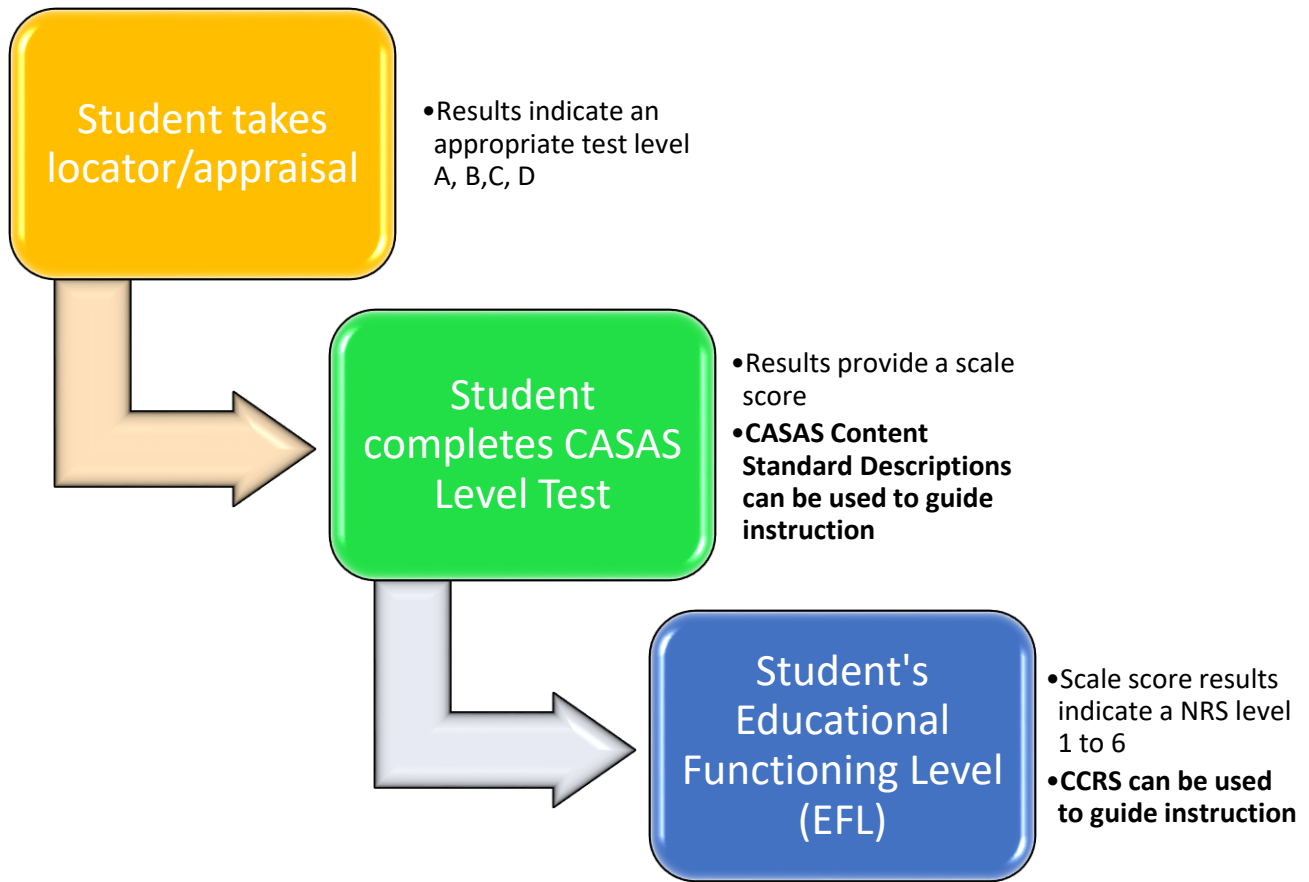 Student takes
locator/appraisal
•Results indicate an
appropriate test level
A, B,C, D
Student
completes CASAS
Level Test
•Results provide a scale
score
•CASAS Content
Standard Descriptions
can be used to guide
instruction
Student's
Educational
Functioning Level
(EFL)
•Scale score results
indicate a NRS level
1 to 6
•CCRS can be used
to guide instruction